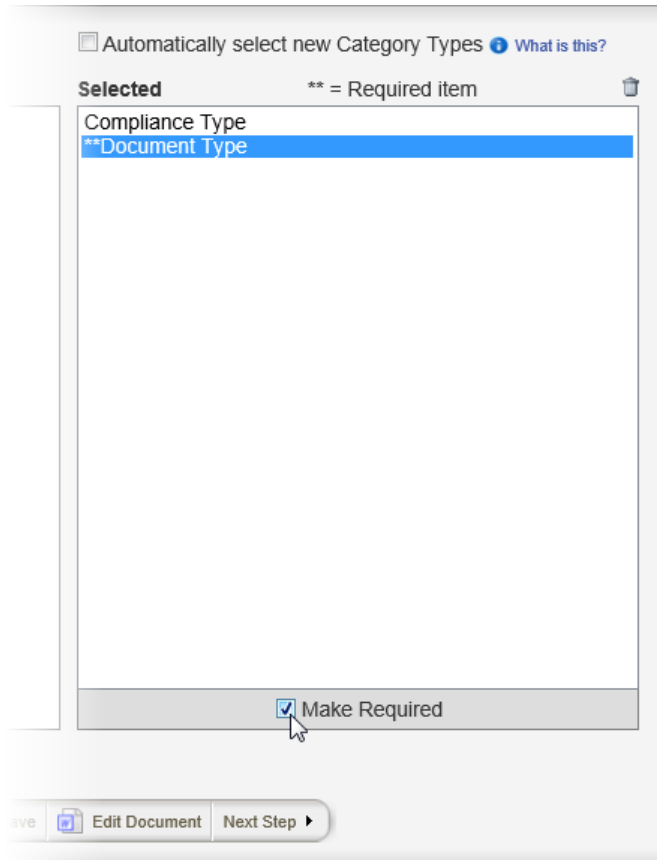 Automatically select new Category Types What is this?
Selected ** = Required item
Compliance Type
**Document Type
Make Required
Edit Document Next Step